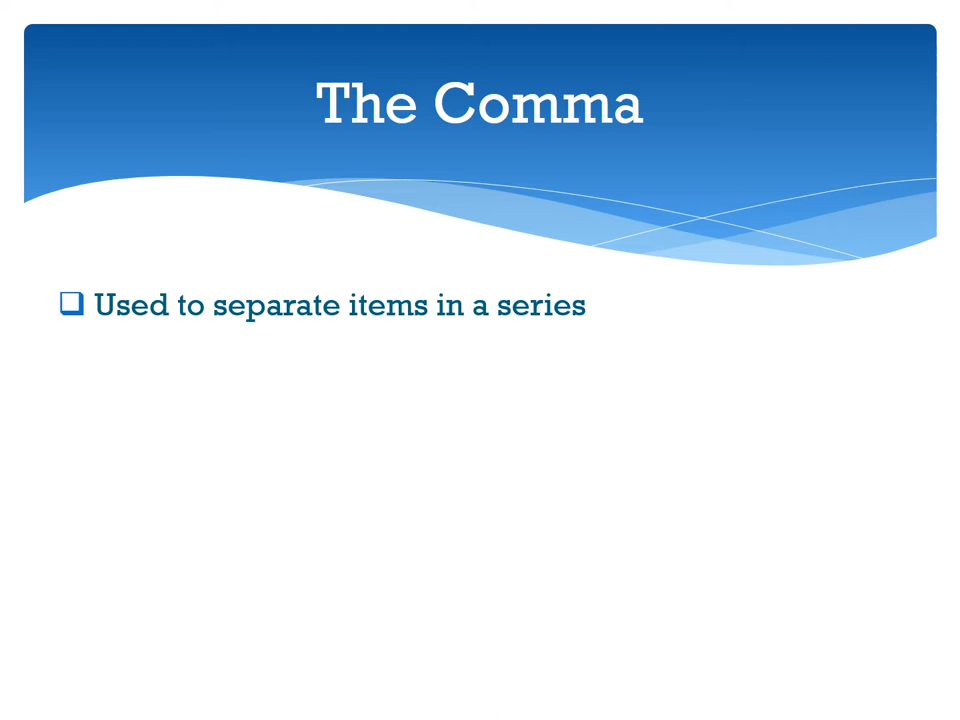 The Comma
Used to separate items in a series